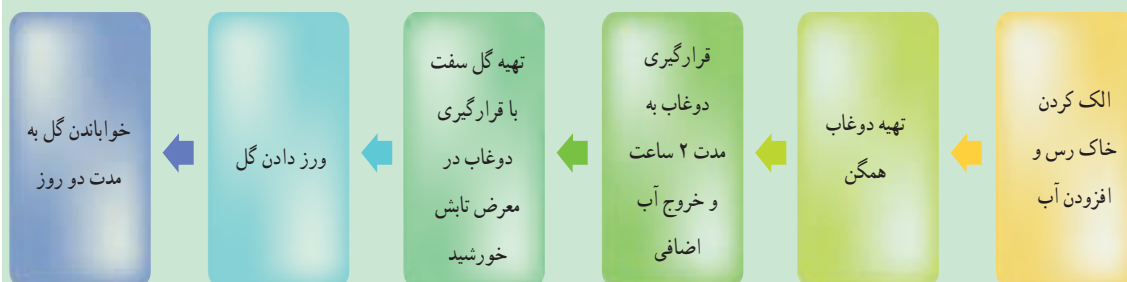 الک کردن
خاک رس و
افزودن آب
تهیه دوغاب
همگن
قرارگیری
دوغاب به
مدت ۲ ساعت
و خروج آب
اضافی
تهیه گل سفت
با قرارگیری
دوغاب در
معرض تابش
خورشید
ورز دادن گل
خواباندن گل به
مدت دو روز